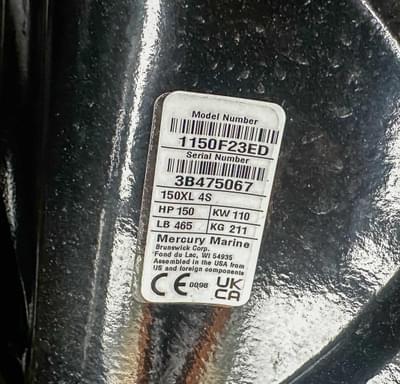 Model Number
1150F23ED
Serial Number
3B475067
150XL 4S
HP 150 KW 110
LB 465 KG 211
Mercury Marine
Brunswick Corp.
Fond du Lac, WI 54935
Assembled in the USA from
US and foreign components
CE 0098 UK CA